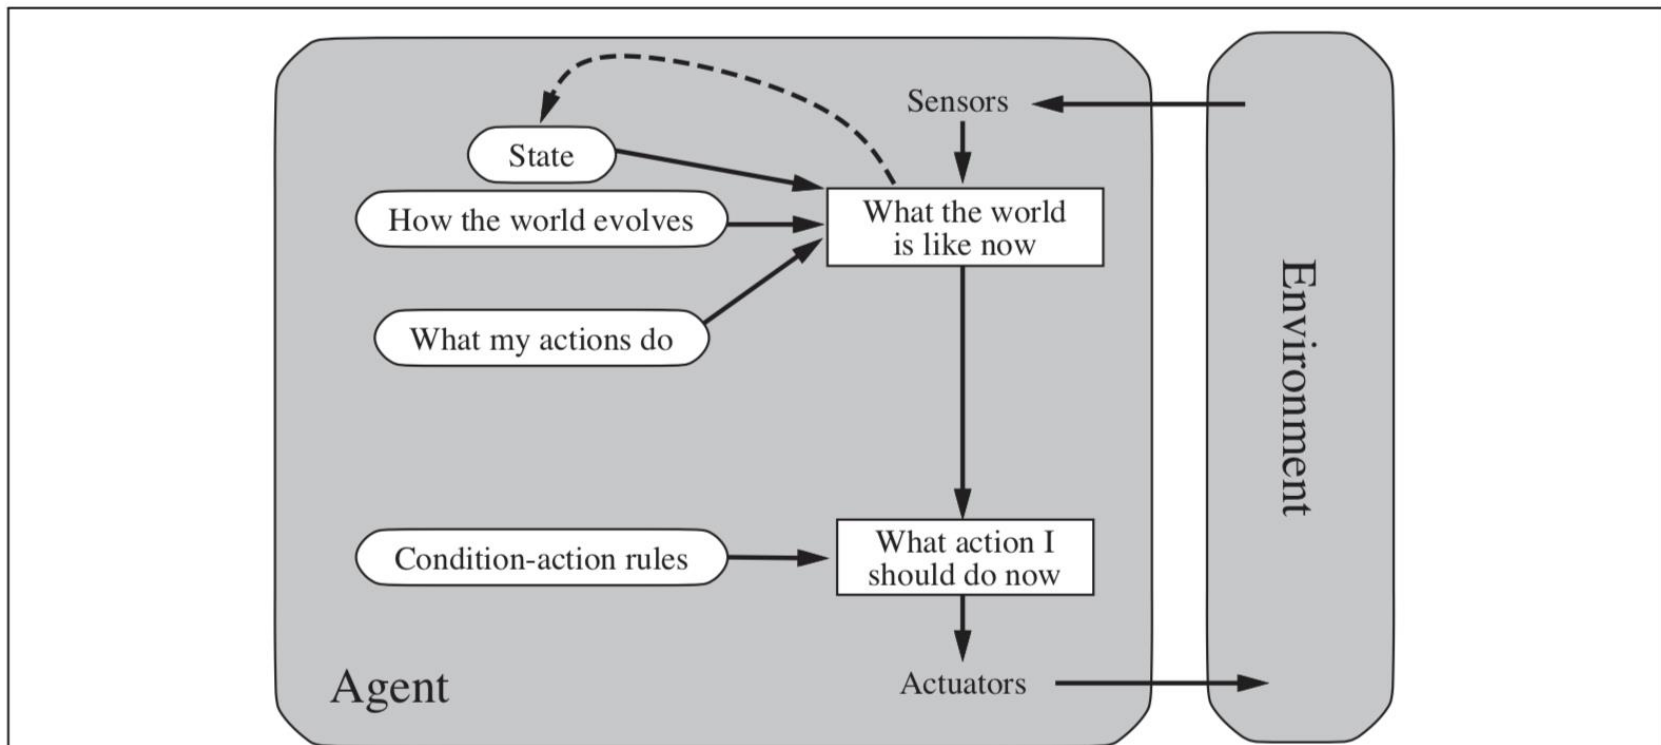 Sensors
State
How the world evolves
What the world
is like now
What my actions do
Environment
Condition-action rules
What action I
should do now
Agent
Actuators